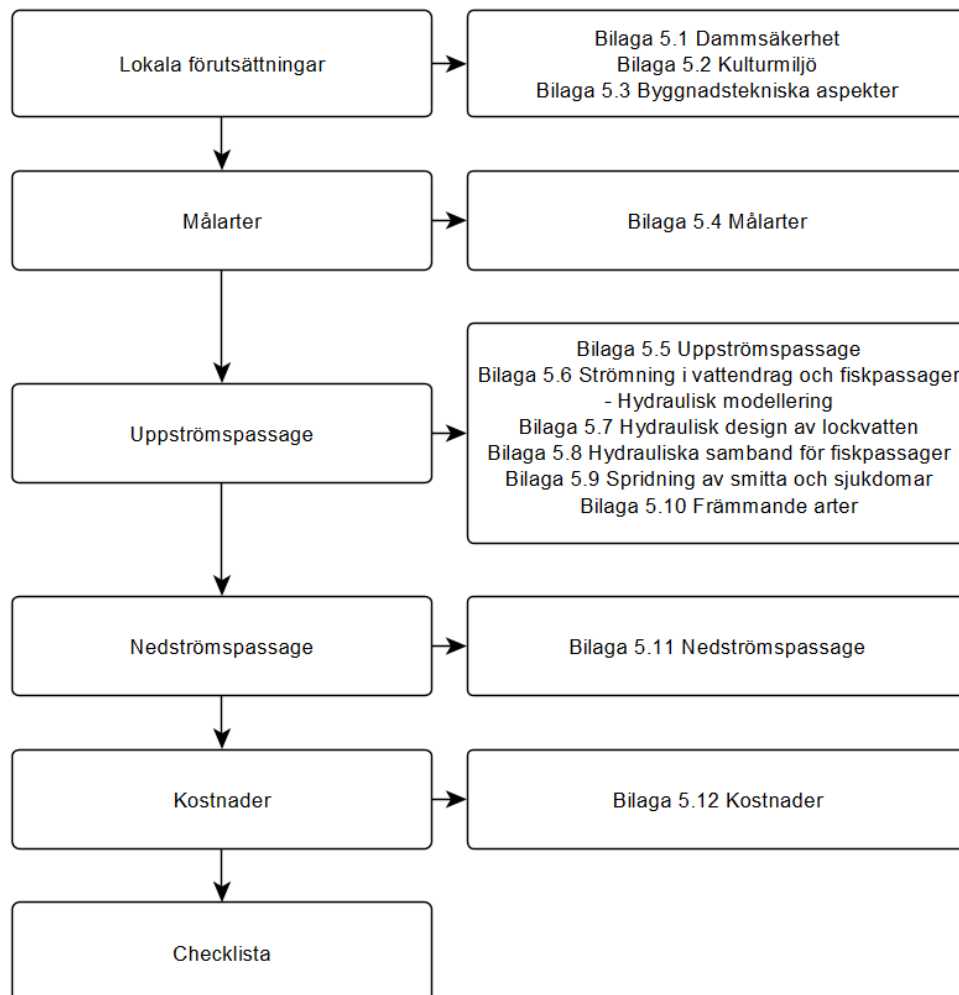 Lokala förutsättningar
Bilaga 5.1 Dammsäkerhet
Bilaga 5.2 Kulturmiljö
Bilaga 5.3 Byggnadstekniska aspekter
Målarter
Bilaga 5.4 Målarter
Uppströmspassage
Bilaga 5.5 Uppströmspassage
Bilaga 5.6 Strömning i vattendrag och fiskpassager
- Hydraulisk modellering
Bilaga 5.7 Hydraulisk design av lockvatten
Bilaga 5.8 Hydrauliska samband för fiskpassager
Bilaga 5.9 Spridning av smitta och sjukdomar
Bilaga 5.10 Främmande arter
Nedströmspassage
Bilaga 5.11 Nedströmspassage
Kostnader
Bilaga 5.12 Kostnader
Checklista